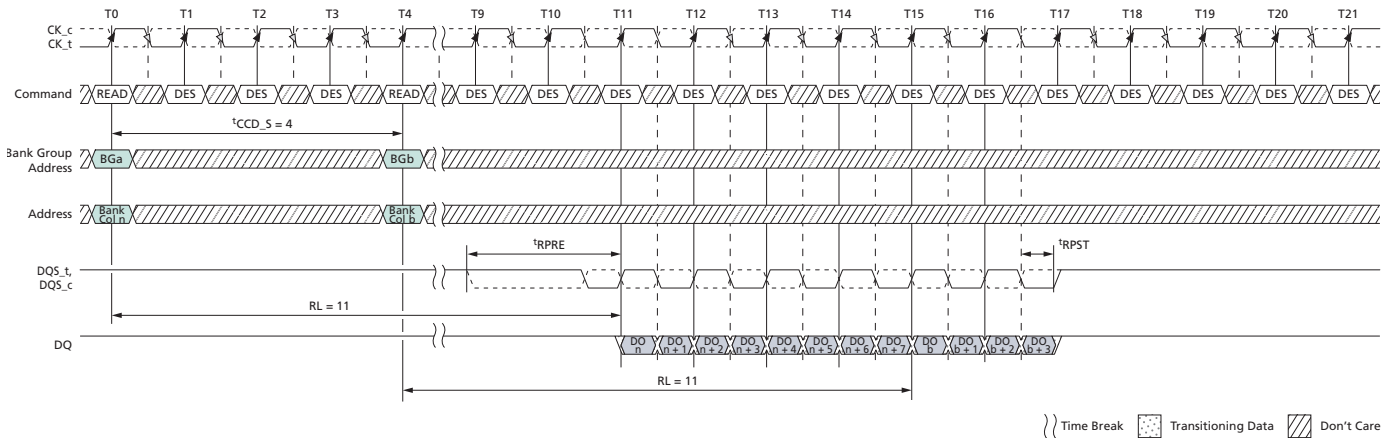 T0 T1 T2 T3 T4 T9 T10 T11 T12 T13 T14 T15 T16 T17 T18 T19 T20 T21
CK_c
CK_t
Command READ DES DES DES READ DES DES DES DES DES DES DES DES DES DES DES DES DES
tCCD_S = 4
Bank Group
Address
BGa BGb
Address
Bank
Col n
Bank
Col b
tRPRE tRPST
DQS_t,
DQS_c
RL = 11
DQ
DO
n
DO
n + 1
DO
n + 2
DO
n + 3
DO
n + 4
DO
n + 5
DO
n + 6
DO
n + 7
DO
b
DO
b + 1
DO
b + 2
DO
b + 3
RL = 11
Time Break Transitioning Data Don't Care